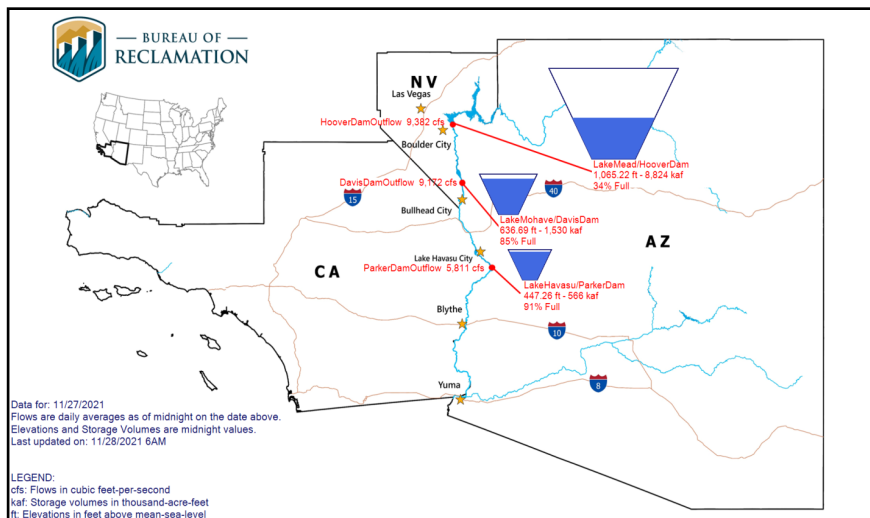 BUREAU OF
RECLAMATION
NV
Las Vegas
HooverDamOutflow 9,382 cfs
Boulder City
LakeMead/HooverDam
1,065.22 ft - 8,824 kaf
34% Full
DavisDamOutflow 9,172 cfs
15
40
Bullhead City
LakeMohave/DavisDam
636.69 ft - 1,530 kaf
85% Full
AZ
Lake Havasu City
CA
ParkerDamOutflow 5,811 cfs
LakeHavasu/ParkerDam
447.26 ft - 566 kaf
91% Full
Blythe
10
Yuma
8
Data for: 11/27/2021
Flows are daily averages as of midnight on the date above.
Elevations and Storage Volumes are midnight values.
Last updated on: 11/28/2021 6AM
LEGEND:
cfs: Flows in cubic feet-per-second
kaf: Storage volumes in thousand-acre-feet
ft: Elevations in feet above mean-sea-level